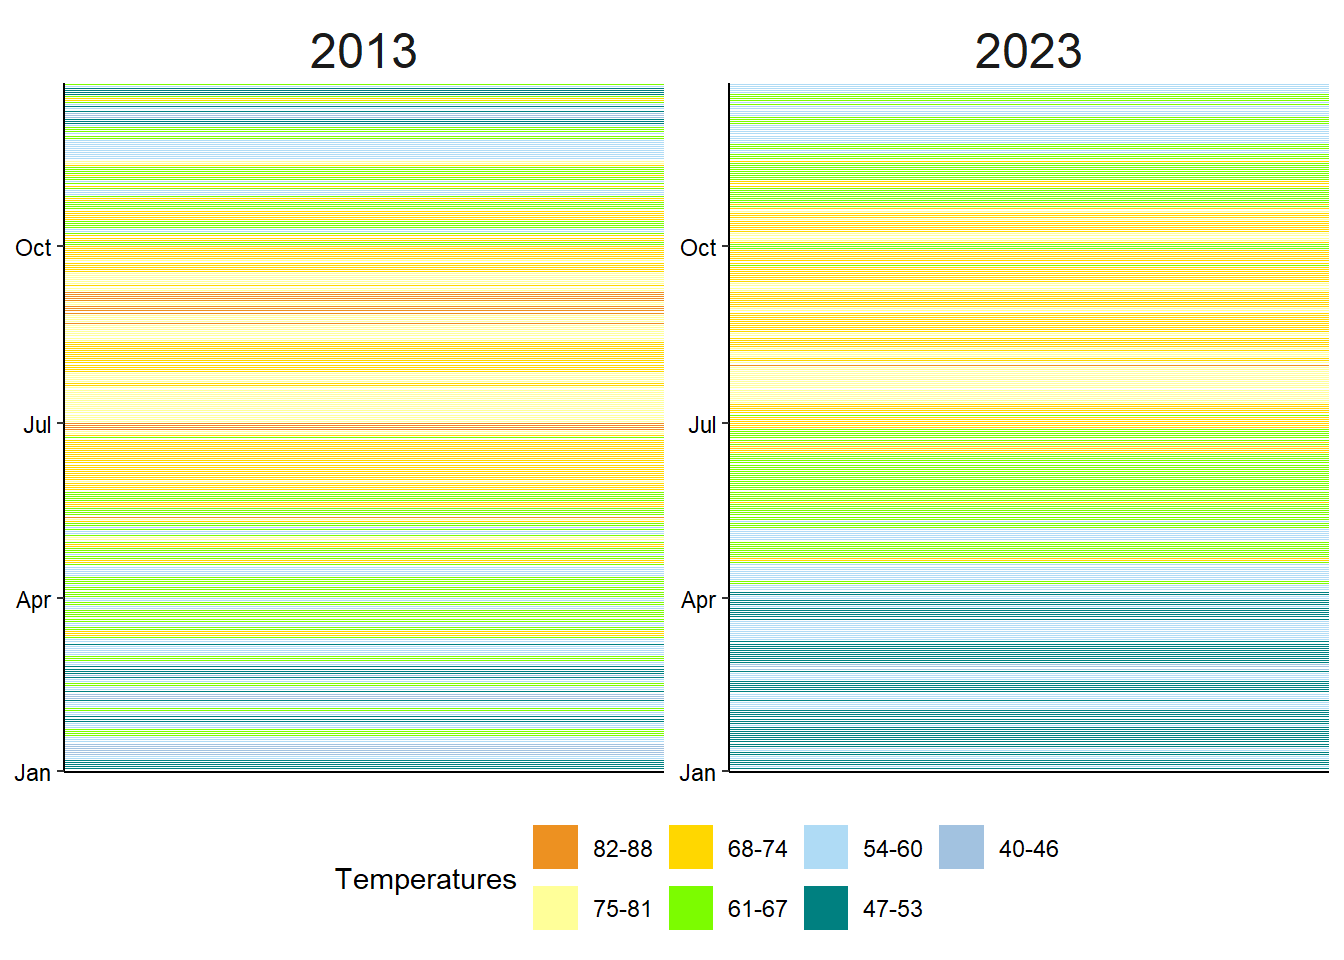 2013 2023
Oct Oct
Jul Jul
Apr Apr
Jan Jan
Temperatures
82-88 68-74 54-60 40-46
75-81 61-67 47-53